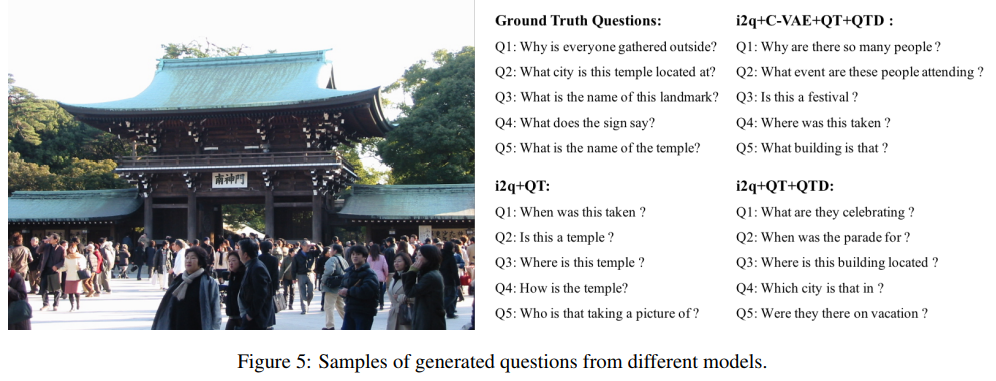 南神門
Ground Truth Questions:
Q1: Why is everyone gathered outside?
Q2: What city is this temple located at?
Q3: What is the name of this landmark?
Q4: What does the sign say?
Q5: What is the name of the temple?
i2q+C-VAE+QT+QTD :
Q1: Why are there so many people ?
Q2: What event are these people attending ?
Q3: Is this a festival ?
Q4: Where was this taken ?
Q5: What building is that ?
i2q+QT:
Q1: When was this taken ?
Q2: Is this a temple ?
Q3: Where is this temple ?
Q4: How is the temple?
Q5: Who is that taking a picture of ?
i2q+QT+QTD:
Q1: What are they celebrating ?
Q2: When was the parade for ?
Q3: Where is this building located ?
Q4: Which city is that in ?
Q5: Were they there on vacation ?
Figure 5: Samples of generated questions from different models.